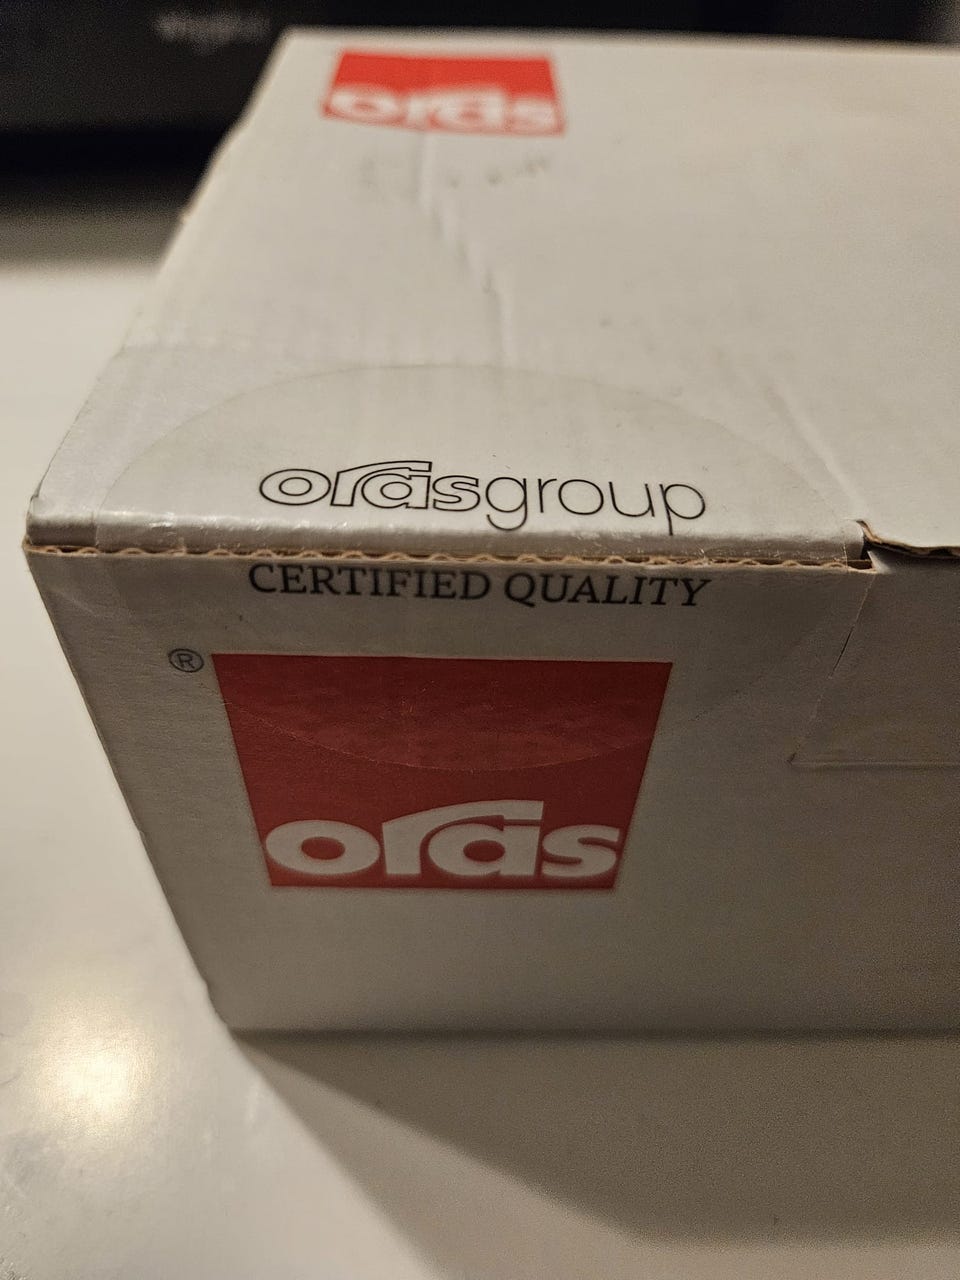 oras
orasgroup
CERTIFIED QUALITY
®
oras